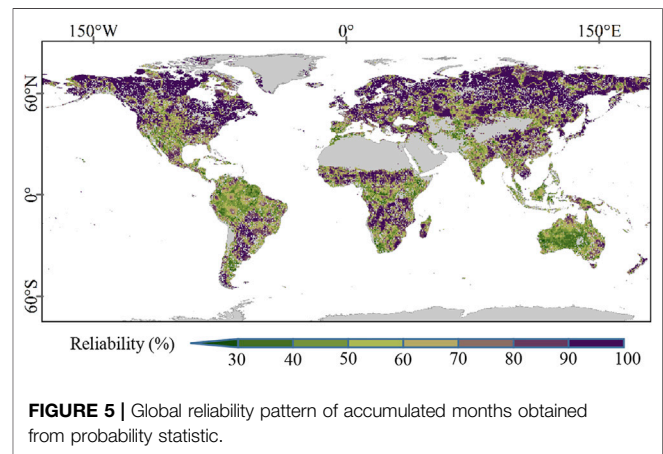 150°W 0° 150°E
60°N
0°
60°S
Reliability (%)
30 40 50 60 70 80 90 100
FIGURE 5 | Global reliability pattern of accumulated months obtained
from probability statistic.